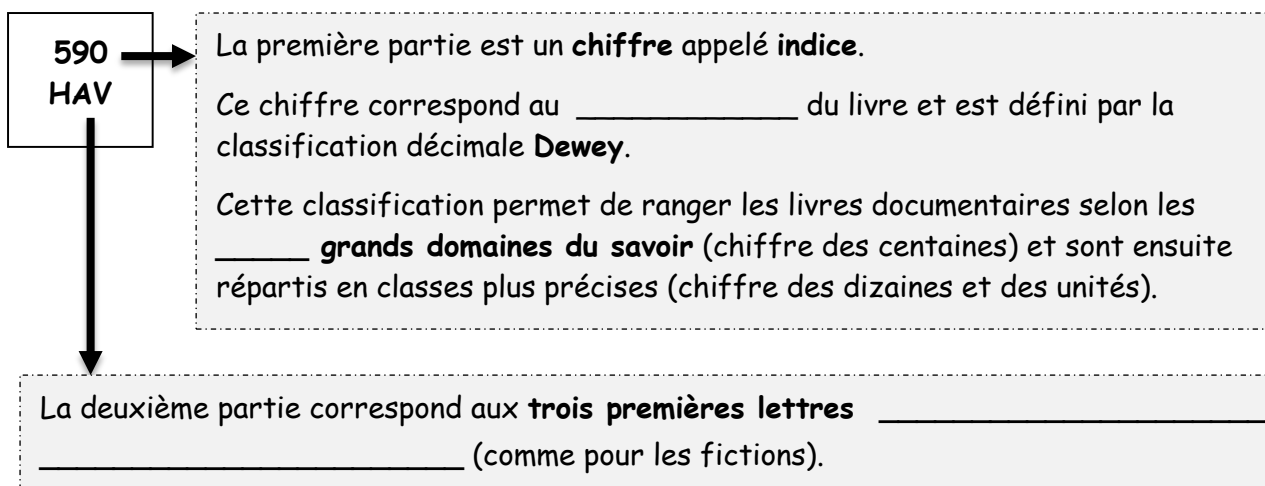 590
HAV
La première partie est un chiffre appelé indice.
Ce chiffre correspond au ____________ du livre et est défini par la
classification décimale Dewey.
Cette classification permet de ranger les livres documentaires selon les
_____ grands domaines du savoir (chiffre des centaines) et sont ensuite
répartis en classes plus précises (chiffre des dizaines et des unités).
La deuxième partie correspond aux trois premières lettres _____________________
_______________________ (comme pour les fictions).